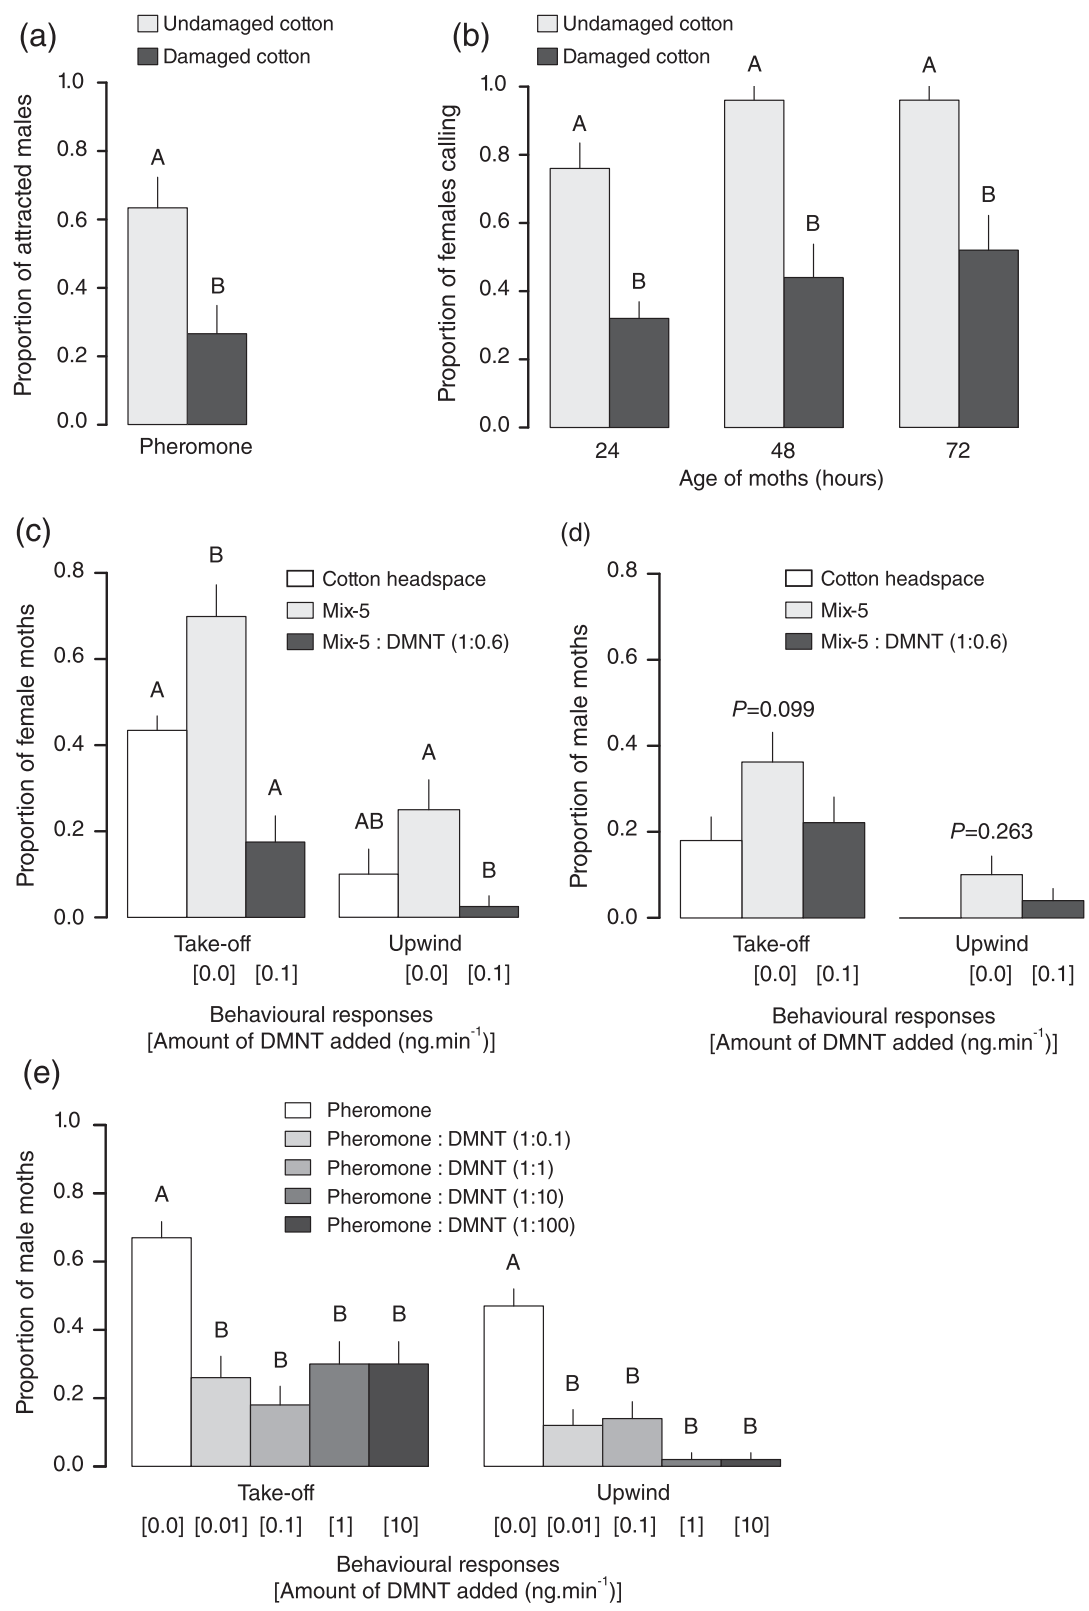 (a)
Undamaged cotton
Damaged cotton
Proportion of attracted males
1.0
0.8
0.6
0.4
0.2
0.0
A
B
Pheromone
(b)
Undamaged cotton
Damaged cotton
Proportion of females calling
1.0
0.8
0.6
0.4
0.2
0.0
A
B
A
B
A
B
24 48 72
Age of moths (hours)
(c)
Cotton headspace
Mix-5
Mix-5 : DMNT (1:0.6)
Proportion of female moths
0.8
0.6
0.4
0.2
0.0
A
B
A
AB
A
B
Take-off Upwind
[0.0] [0.1] [0.0] [0.1]
Behavioural responses
[Amount of DMNT added (ng.min⁻¹)]
(d)
Cotton headspace
Mix-5
Mix-5 : DMNT (1:0.6)
Proportion of male moths
0.8
0.6
0.4
0.2
0.0
P=0.099
P=0.263
Take-off Upwind
[0.0] [0.1] [0.0] [0.1]
Behavioural responses
[Amount of DMNT added (ng.min⁻¹)]
(e)
Pheromone
Pheromone : DMNT (1:0.1)
Pheromone : DMNT (1:1)
Pheromone : DMNT (1:10)
Pheromone : DMNT (1:100)
Proportion of male moths
1.0
0.8
0.6
0.4
0.2
0.0
A
B
B
B
B
A
B
B
B
B
Take-off Upwind
[0.0] [0.01] [0.1] [1] [10] [0.0] [0.01] [0.1] [1] [10]
Behavioural responses
[Amount of DMNT added (ng.min⁻¹)]